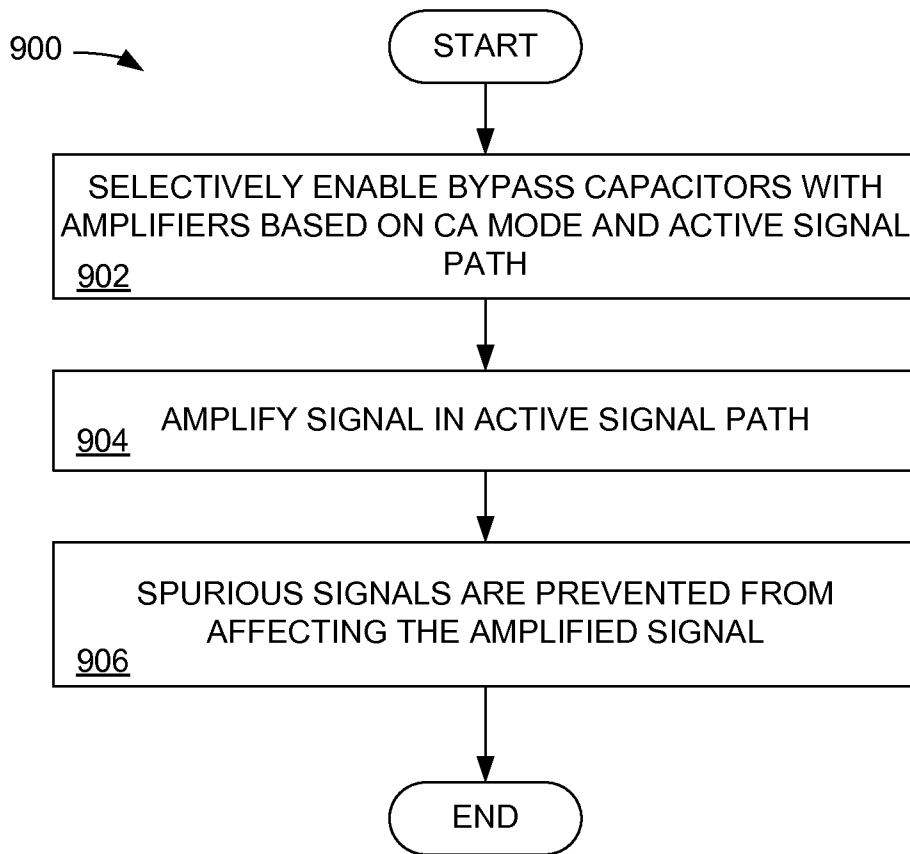 900
START
SELECTIVELY ENABLE BYPASS CAPACITORS WITH
AMPLIFIERS BASED ON CA MODE AND ACTIVE SIGNAL
PATH
902
AMPLIFY SIGNAL IN ACTIVE SIGNAL PATH
904
SPURIOUS SIGNALS ARE PREVENTED FROM
AFFECTING THE AMPLIFIED SIGNAL
906
END